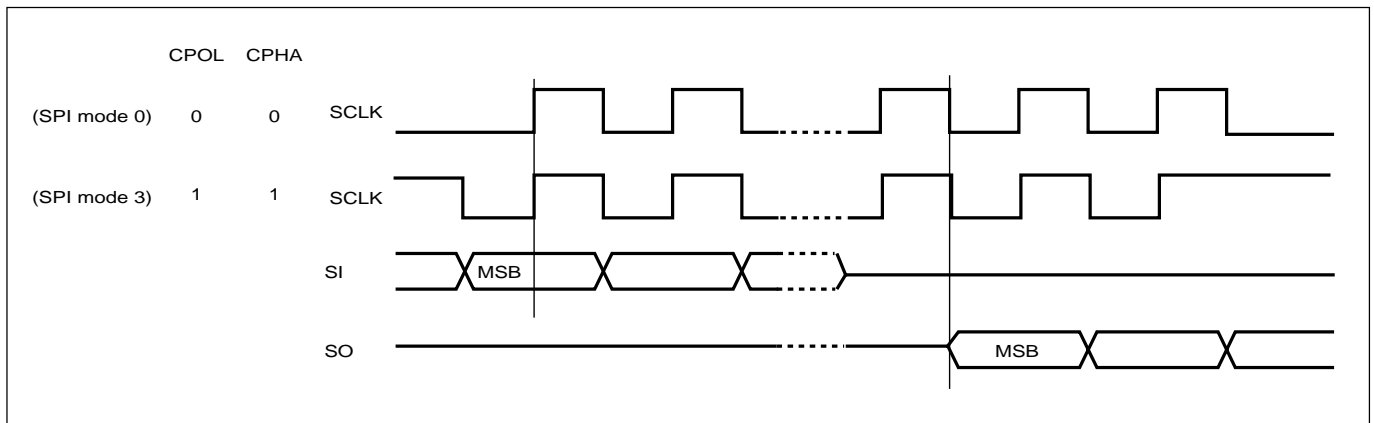 CPOL CPHA
(SPI mode 0) 0 0 SCLK
(SPI mode 3) 1 1 SCLK
SI MSB
SO MSB